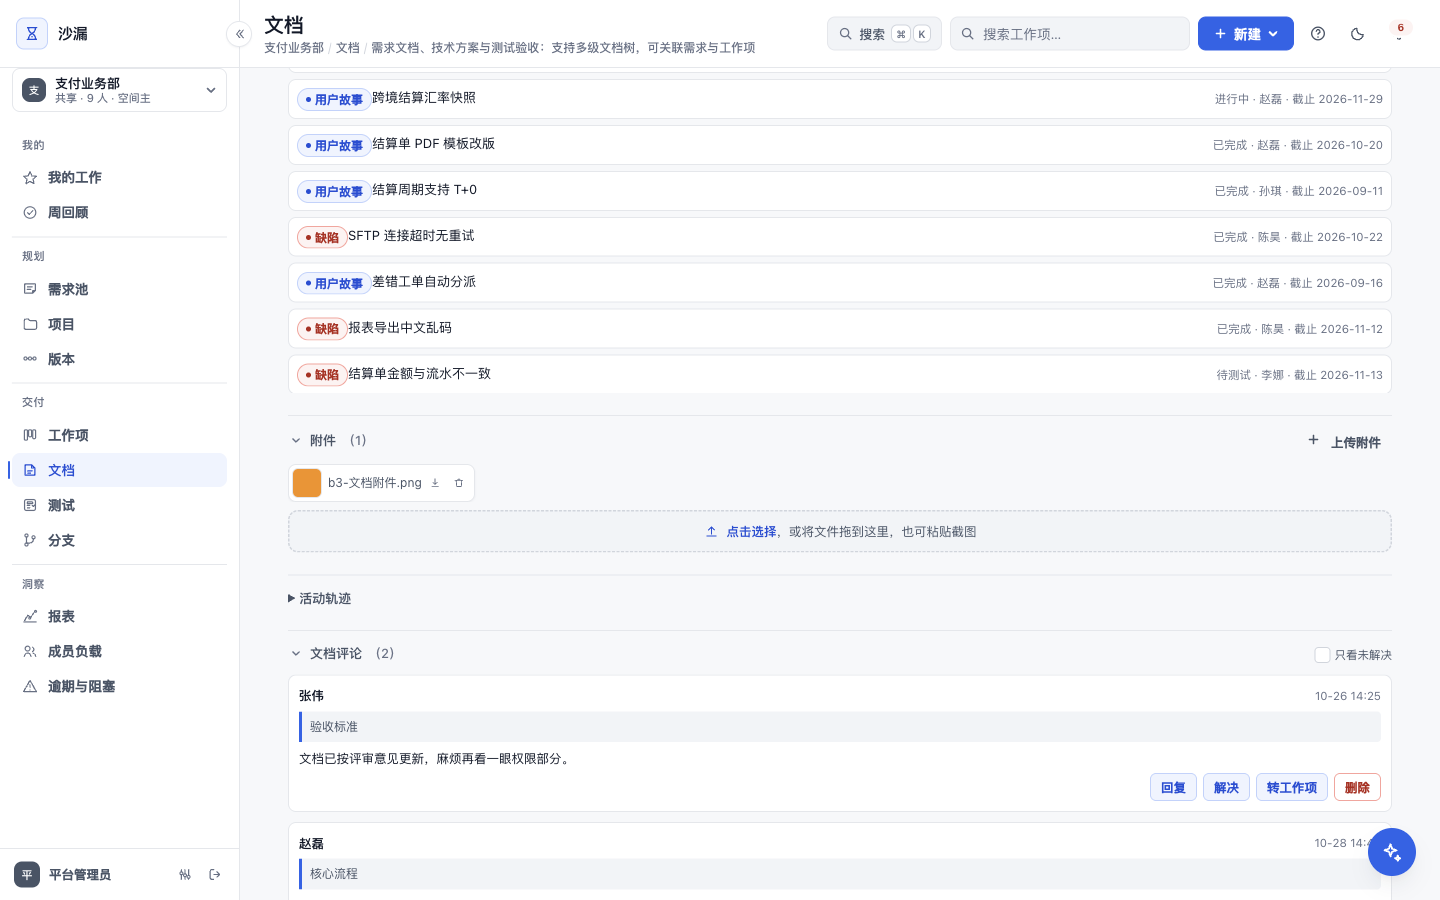 沙漏
支
支付业务部
共享 · 9 人 · 空间主
我的
我的工作
周回顾
规划
需求池
项目
版本
交付
工作项
文档
测试
分支
洞察
报表
成员负载
逾期与阻塞
平
平台管理员
文档
支付业务部 / 文档 / 需求文档、技术方案与测试验收：支持多级文档树，可关联需求与工作项
搜索 ⌘ K
搜索工作项...
新建
6
用户故事 跨境结算汇率快照 进行中 · 赵磊 · 截止 2026-11-29
用户故事 结算单 PDF 模板改版 已完成 · 赵磊 · 截止 2026-10-20
用户故事 结算周期支持 T+0 已完成 · 孙琪 · 截止 2026-09-11
缺陷 SFTP 连接超时无重试 已完成 · 陈昊 · 截止 2026-10-22
用户故事 差错工单自动分派 已完成 · 赵磊 · 截止 2026-09-16
缺陷 报表导出中文乱码 已完成 · 陈昊 · 截止 2026-11-12
缺陷 结算单金额与流水不一致 待测试 · 李娜 · 截止 2026-11-13
附件 (1) 上传附件
b3-文档附件.png
点击选择，或将文件拖到这里，也可粘贴截图
活动轨迹
文档评论 (2) 只看未解决
张伟 10-26 14:25
验收标准
文档已按评审意见更新，麻烦再看一眼权限部分。
回复 解决 转工作项 删除
赵磊 10-28 14:
核心流程